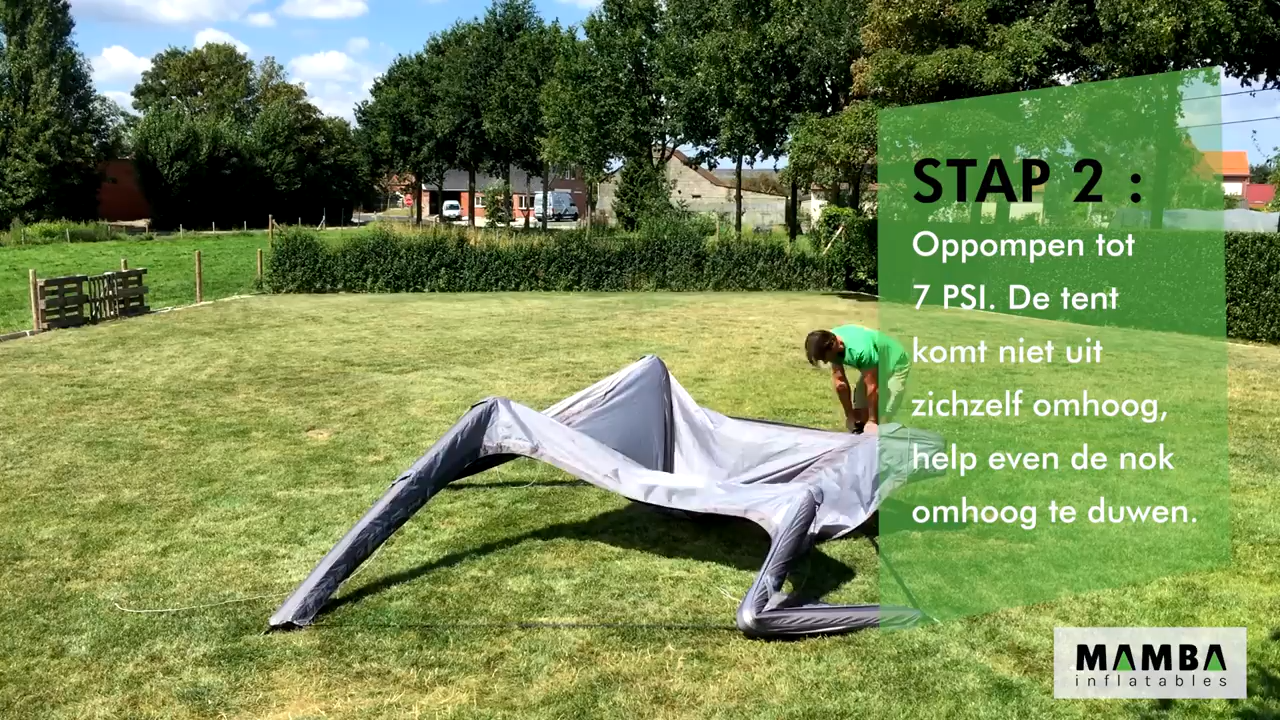 STAP 2 :
Oppompen tot
7 PSI. De tent
komt niet uit
zichzelf omhoog,
help even de nok
omhoog te duwen.
MAMBA
inflatables